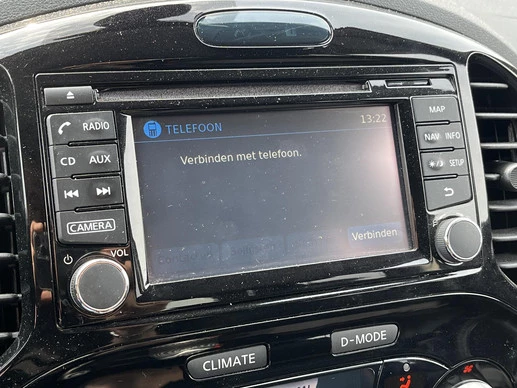 RADIO
CD AUX
CAMERA
VOL
TELEFOON
13:22
Verbinden met telefoon.
Verbinden
MAP
NAV INFO
SETUP
CLIMATE
D-MODE